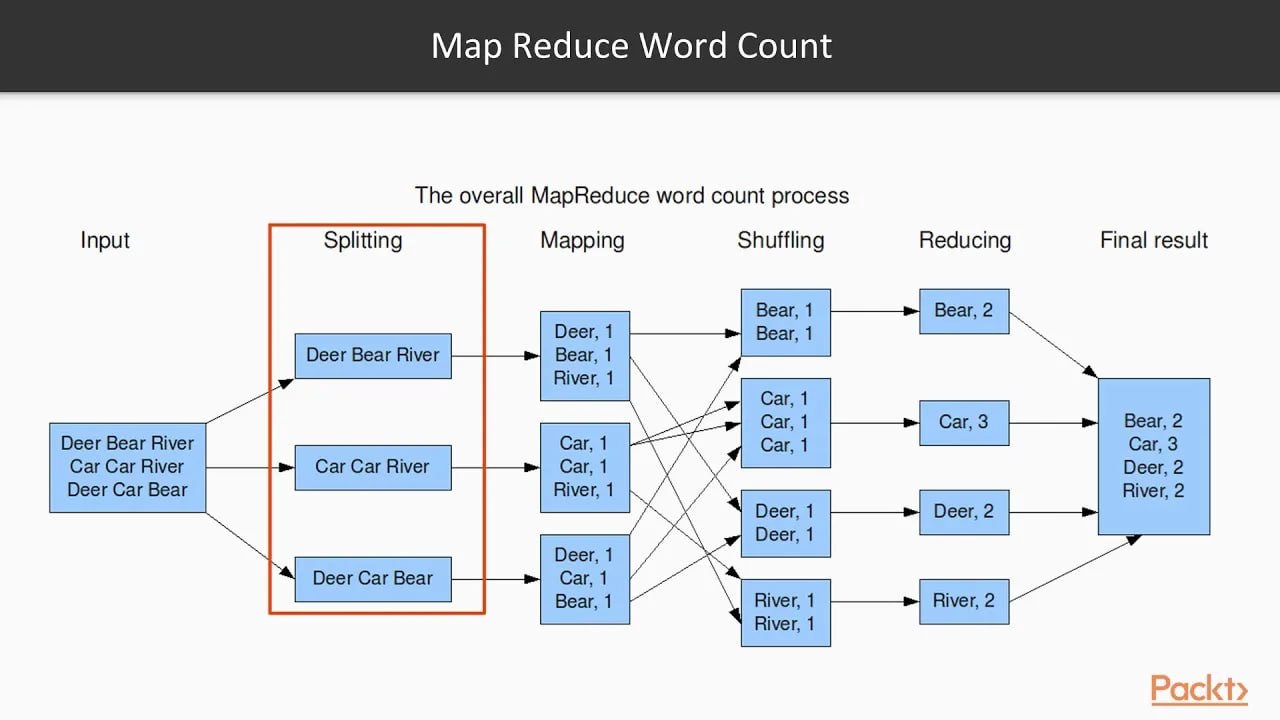 Map Reduce Word Count
The overall MapReduce word count process
Input
Splitting
Mapping
Shuffling
Reducing
Final result
Deer Bear River
Car Car River
Deer Car Bear
Deer Bear River
Car Car River
Deer Car Bear
Deer, 1
Bear, 1
River, 1
Car, 1
Car, 1
River, 1
Deer, 1
Car, 1
Bear, 1
Bear, 1
Bear, 1
Car, 1
Car, 1
Car, 1
Deer, 1
Deer, 1
River, 1
River, 1
Bear, 2
Car, 3
Deer, 2
River, 2
Bear, 2
Car, 3
Deer, 2
River, 2
Packt>